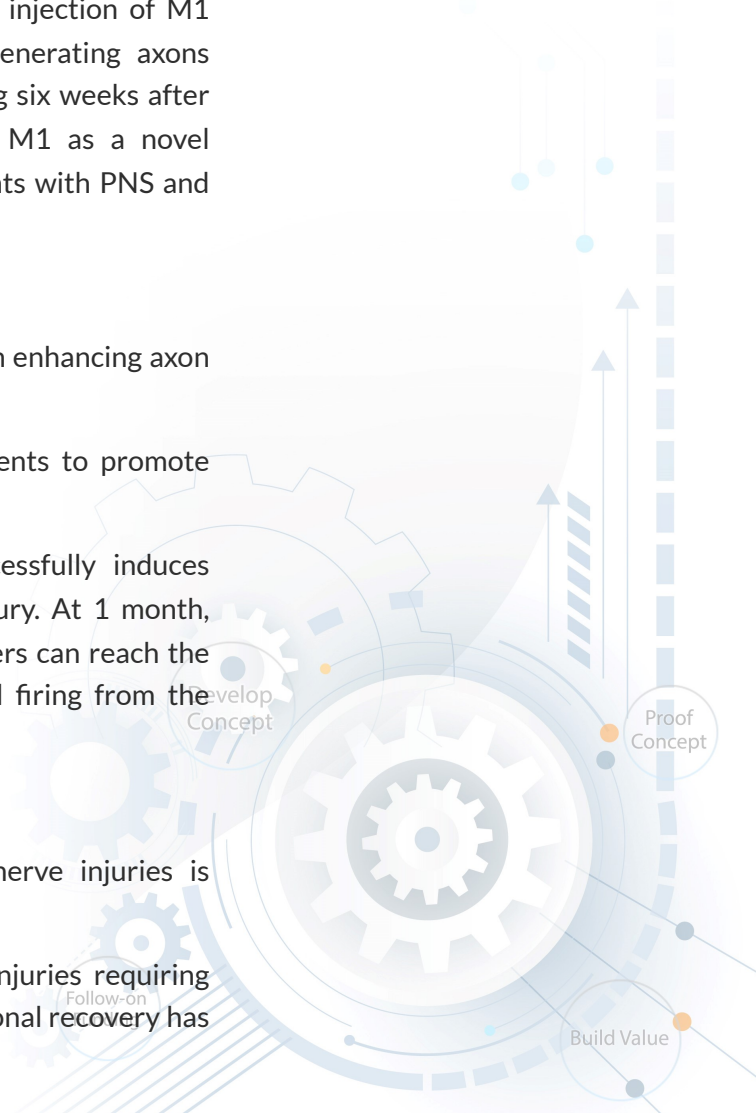 injection of M1
enerating axons
g six weeks after
M1 as a novel
nts with PNS and
n enhancing axon
ents to promote
essfully induces
ury. At 1 month,
ers can reach the
l firing from the
Develop
Concept
Proof
Concept
nerve injuries is
njuries requiring
onal recovery has
Follow-on
Build Value